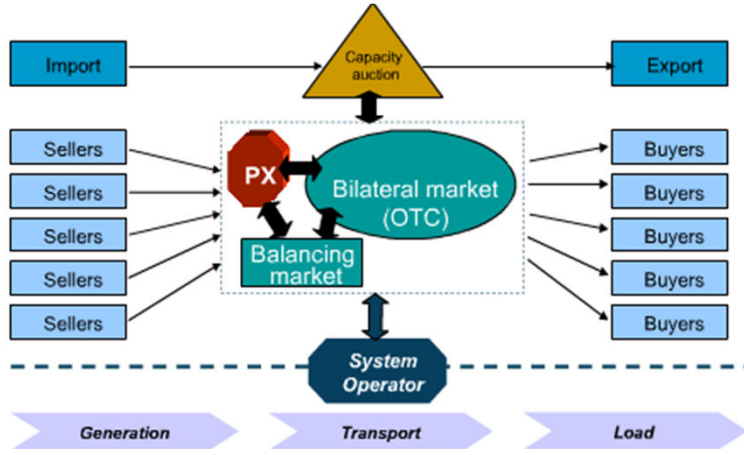 Import
Capacity
auction
Export
Sellers
Sellers
Sellers
Sellers
Sellers
PX
Bilateral market
(OTC)
Balancing
market
Buyers
Buyers
Buyers
Buyers
Buyers
System
Operator
Generation
Transport
Load